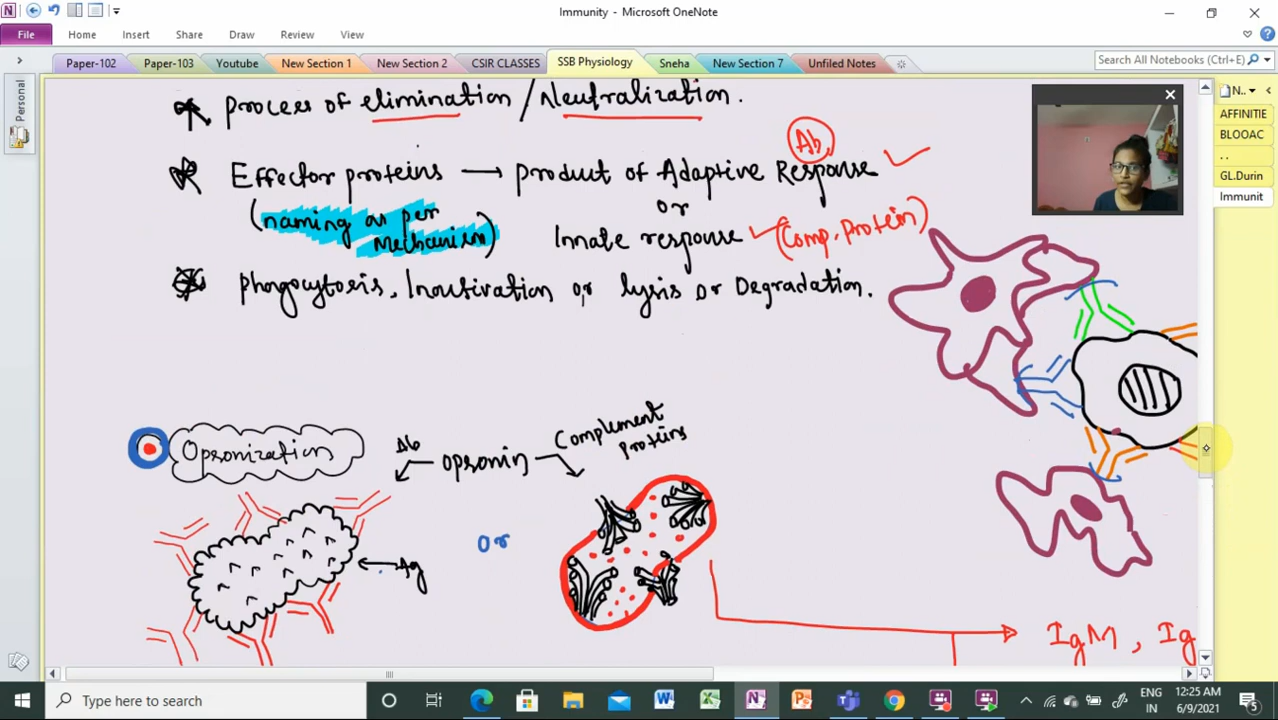 Immunity - Microsoft OneNote
File Home Insert Share Draw Review View
Paper-102 Paper-103 Youtube New Section 1 New Section 2 CSIR CLASSES SSB Physiology Sneha New Section 7 Unfiled Notes
Search All Notebooks (Ctrl+E)
Personal
N..
AFFINITIE
BLOOAC
..
GL.Durin
Immunit
process of elimination / Neutralization.
Ab
Effector proteins → product of Adaptive Response
(naming as per
or
Mechanism)
Innate response (Comp. Protein)
phagocytosis, Inactivation or lysis or Degradation.
Opsonization
Ab
opsonin
Complement
proteins
or
Ag
IgM, Ig
Type here to search
ENG
IN
12:25 AM
6/9/2021
5